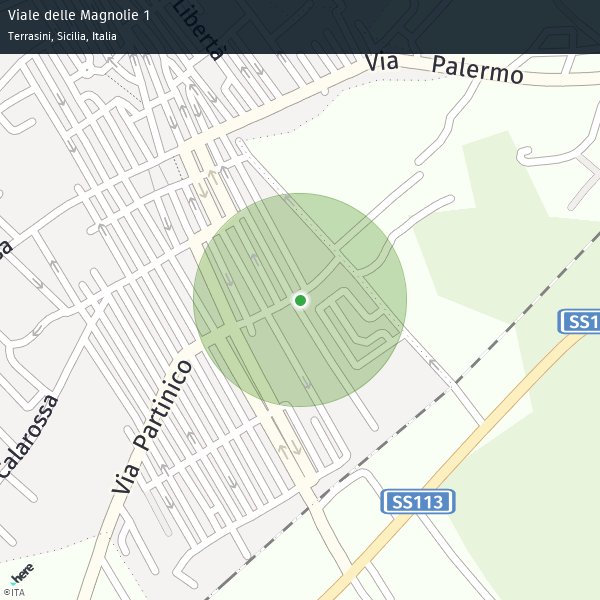 Viale delle Magnolie 1
Terrasini, Sicilia, Italia
Libertà
Via Palermo
SS1
Calarossa
Via Partinico
SS113
here
©ITA